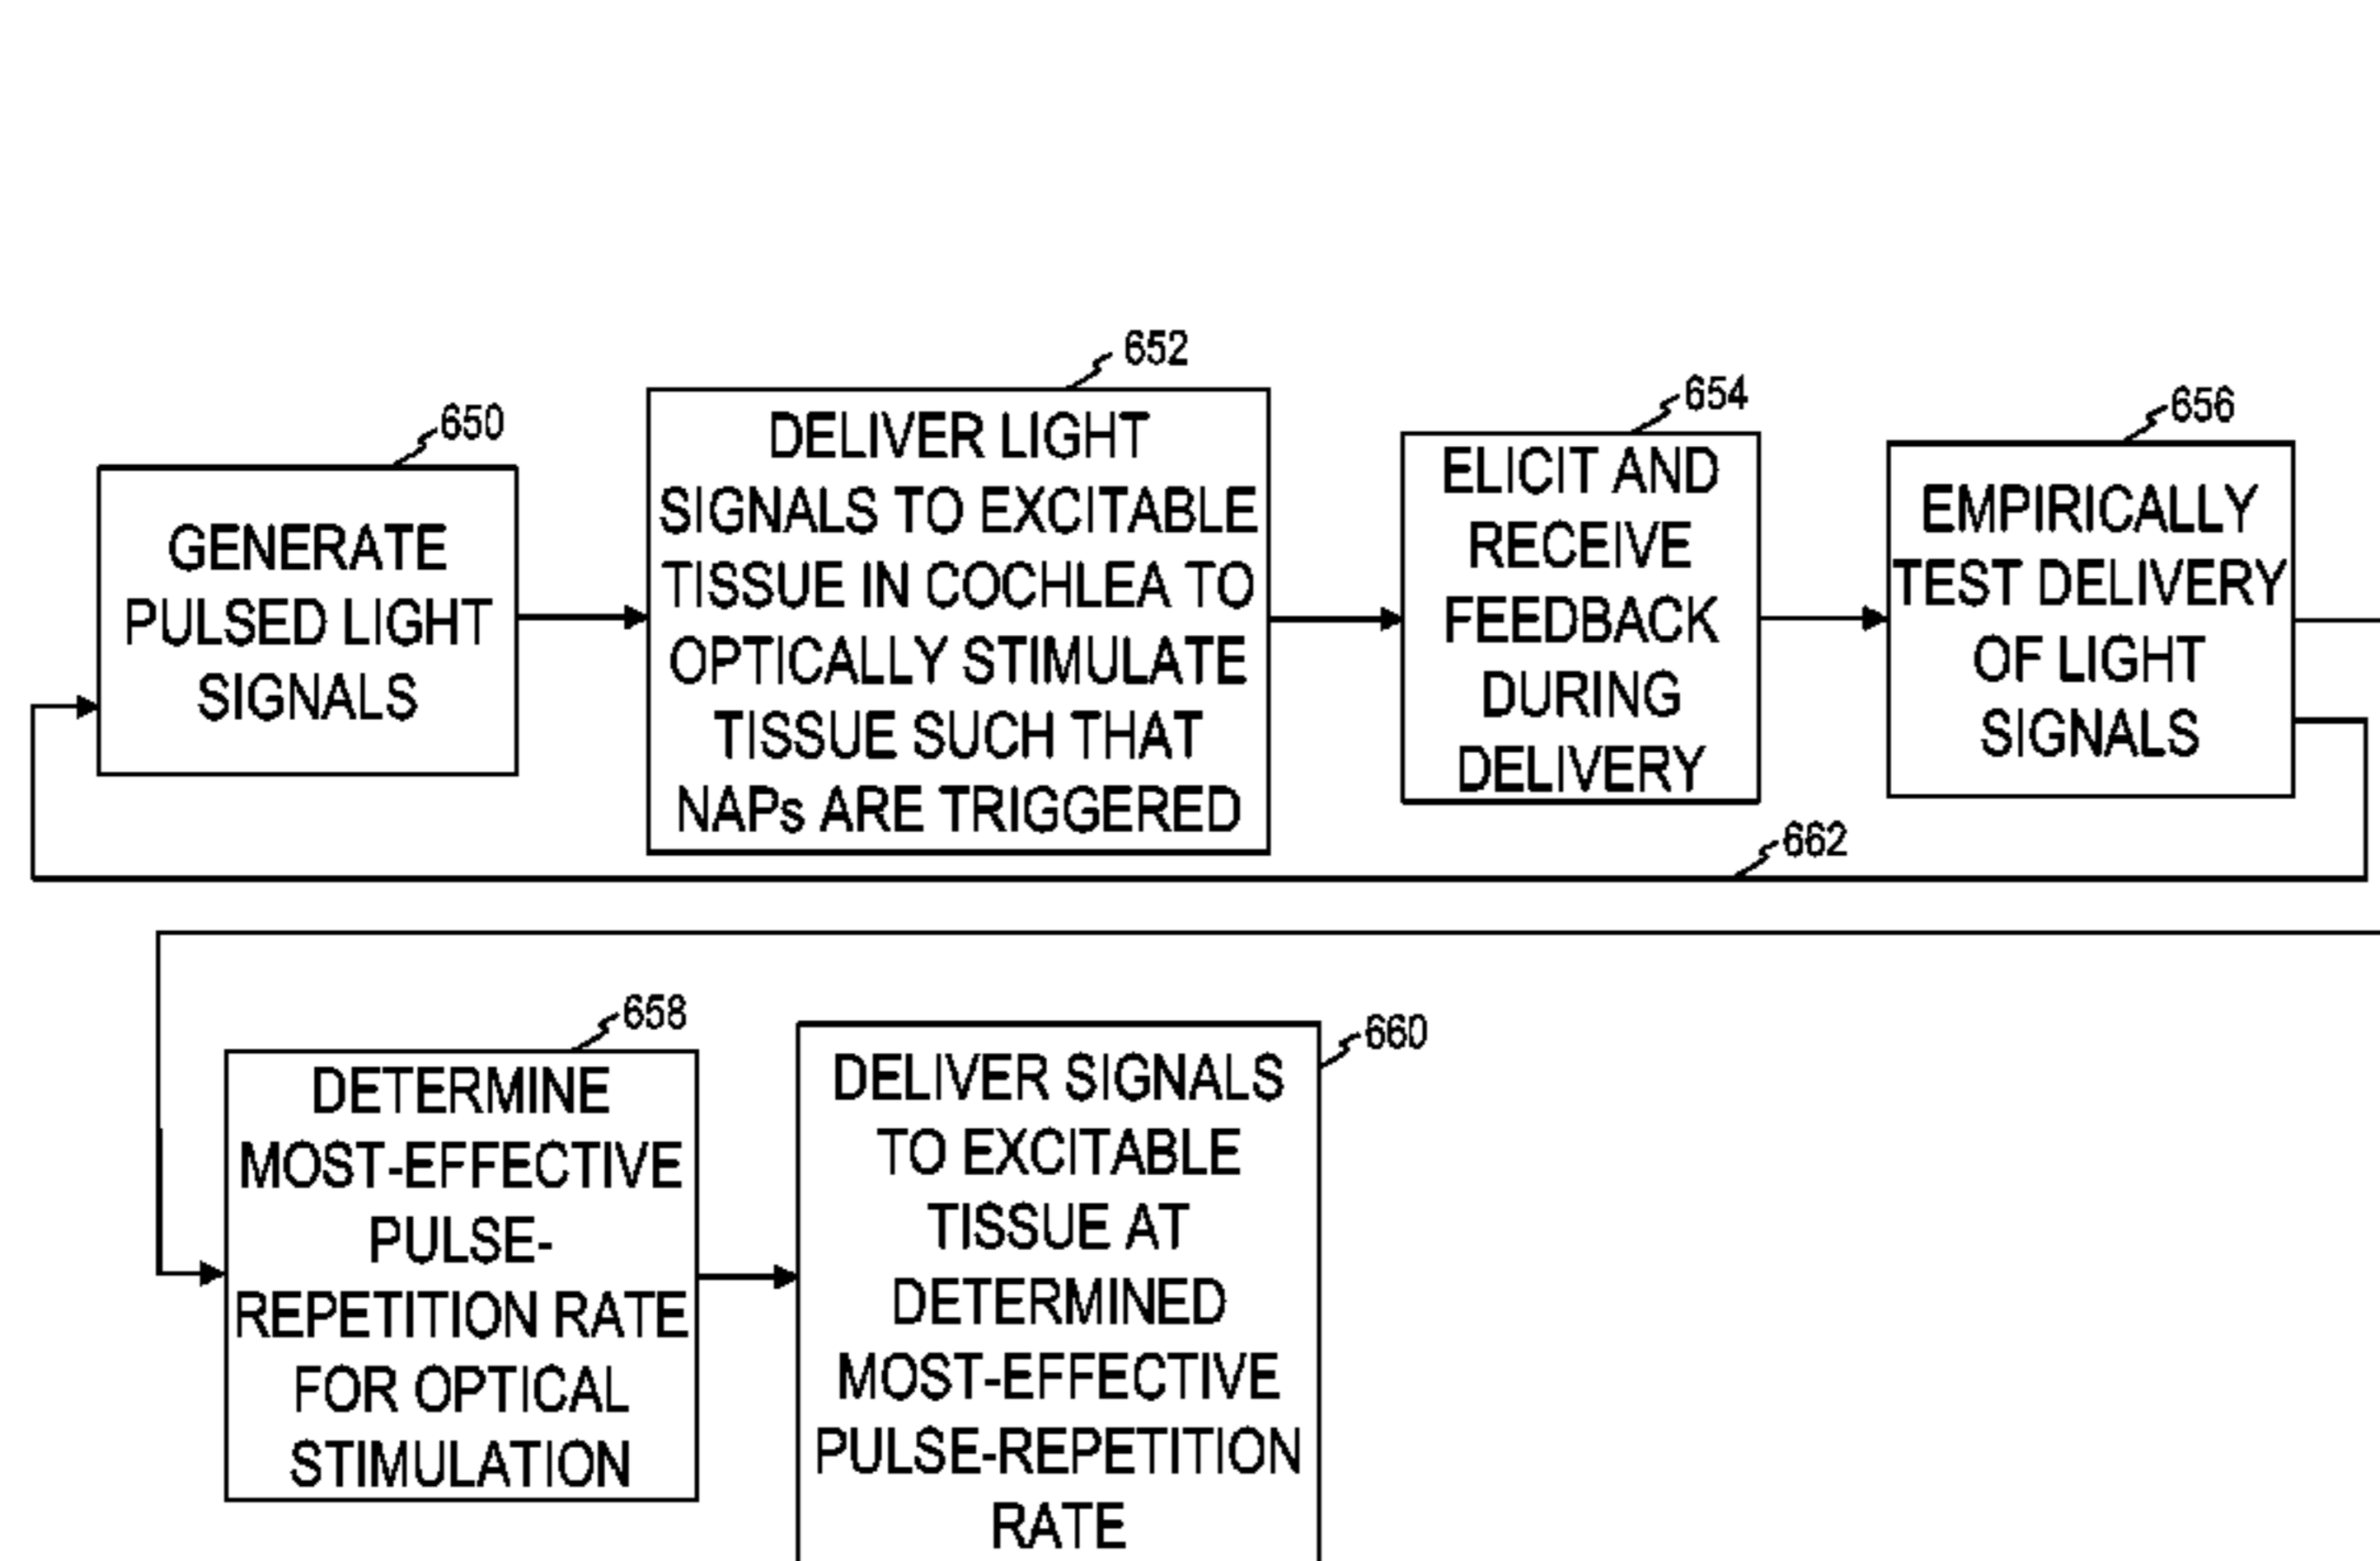 650
GENERATE
PULSED LIGHT
SIGNALS
652
DELIVER LIGHT
SIGNALS TO EXCITABLE
TISSUE IN COCHLEA TO
OPTICALLY STIMULATE
TISSUE SUCH THAT
NAPs ARE TRIGGERED
654
ELICIT AND
RECEIVE
FEEDBACK
DURING
DELIVERY
656
EMPIRICALLY
TEST DELIVERY
OF LIGHT
SIGNALS
662
658
DETERMINE
MOST-EFFECTIVE
PULSE-
REPETITION RATE
FOR OPTICAL
STIMULATION
660
DELIVER SIGNALS
TO EXCITABLE
TISSUE AT
DETERMINED
MOST-EFFECTIVE
PULSE-REPETITION
RATE